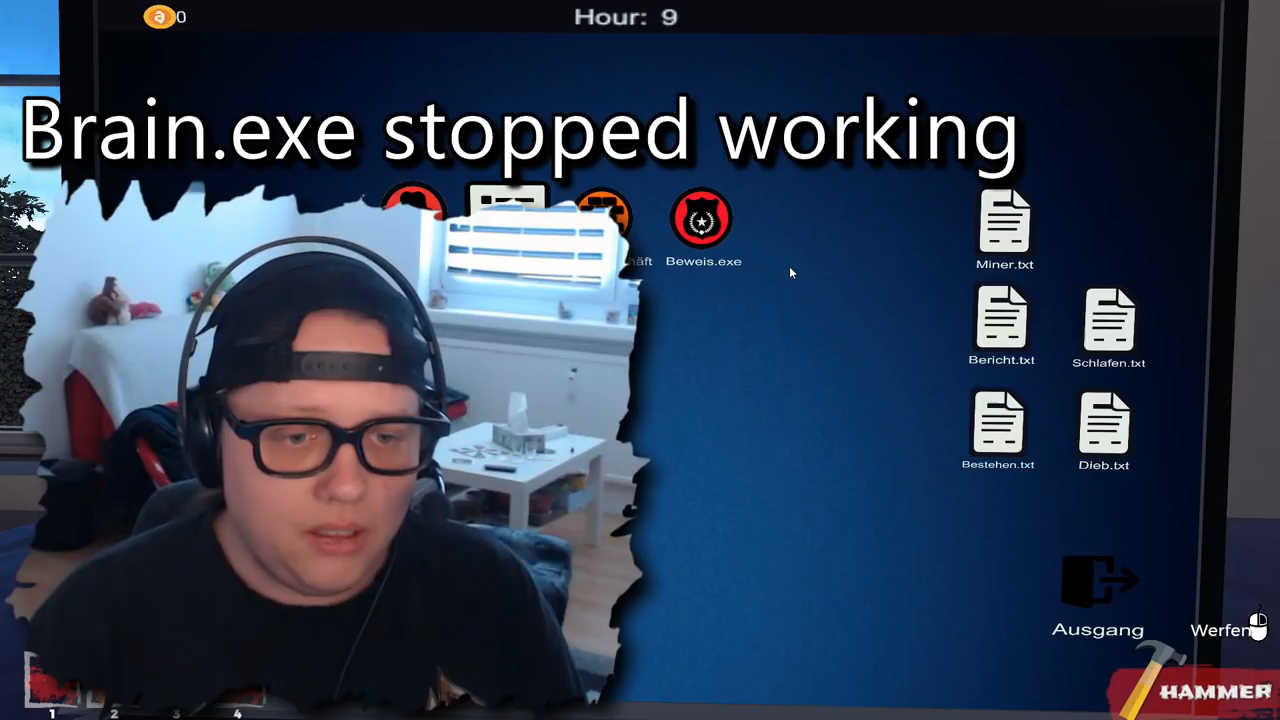 0
Hour: 9
Brain.exe stopped working
Beweis.exe
Miner.txt
Bericht.txt
Schlafen.txt
Bestehen.txt
Dieb.txt
Ausgang
Werfen
HAMMER
1
2
3
4